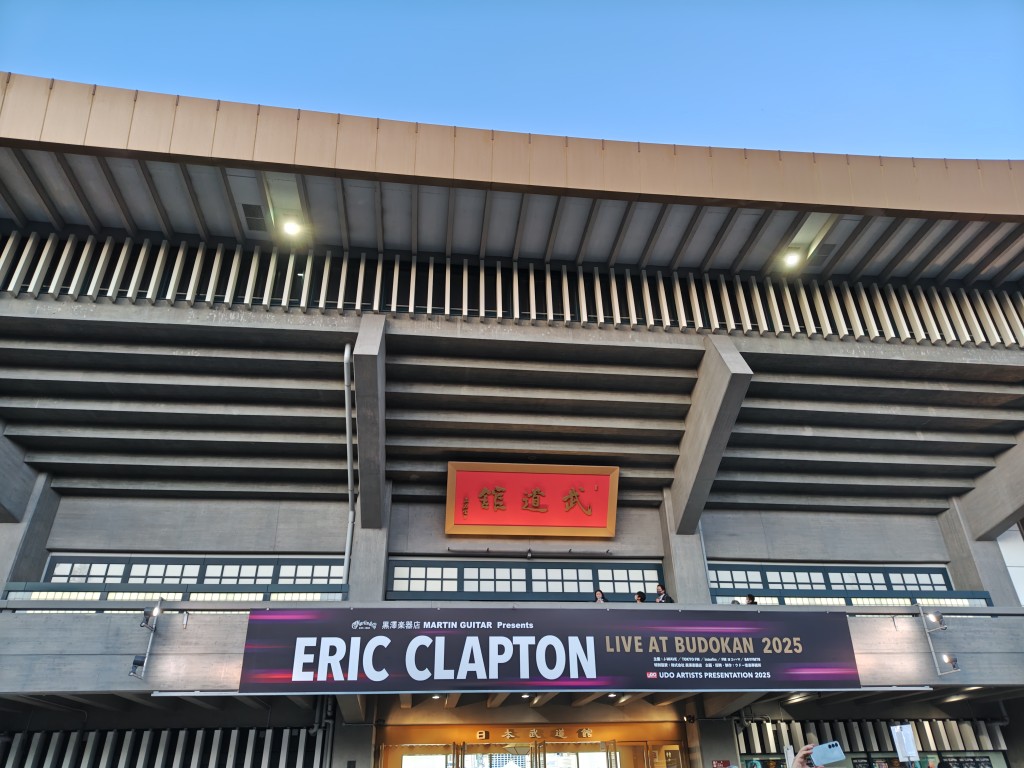 武道館
黒澤楽器店 MARTIN GUITAR Presents
ERIC CLAPTON
LIVE AT BUDOKAN 2025
UDO ARTISTS PRESENTATION 2025
日本武道館